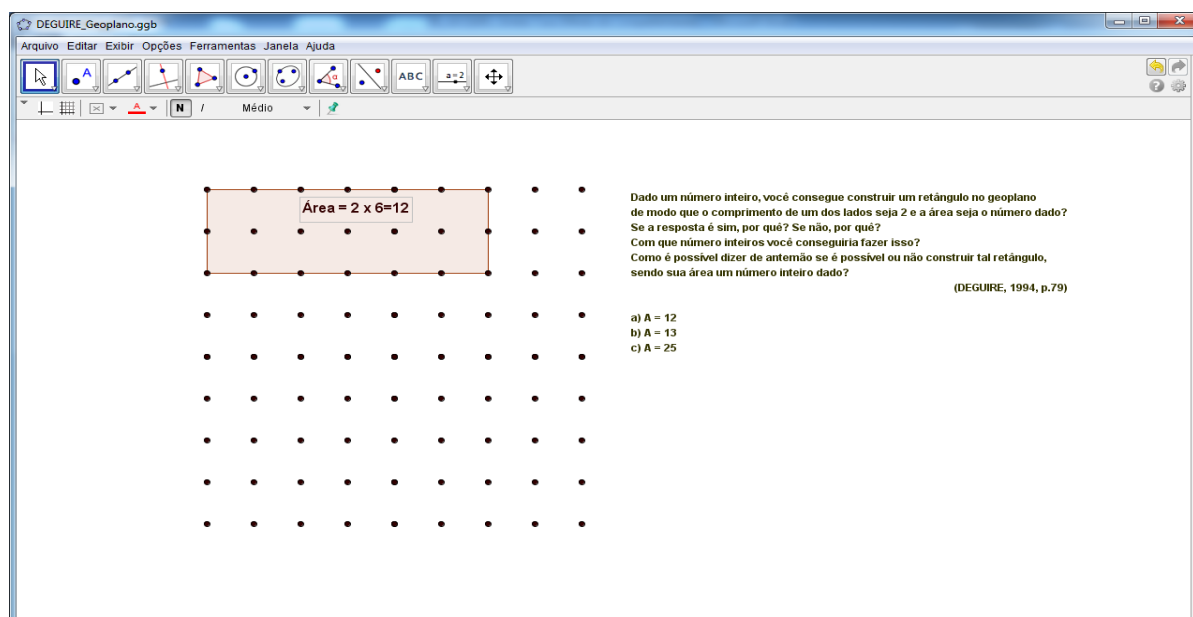 DEGUIRE_Geoplano.ggb
Arquivo Editar Exibir Opções Ferramentas Janela Ajuda
A
α
ABC
a=2
A
N
I
Médio
Área = 2 x 6=12
Dado um número inteiro, você consegue construir um retângulo no geoplano
de modo que o comprimento de um dos lados seja 2 e a área seja o número dado?
Se a resposta é sim, por quê? Se não, por quê?
Com que número inteiros você conseguiria fazer isso?
Como é possível dizer de antemão se é possível ou não construir tal retângulo,
sendo sua área um número inteiro dado?
(DEGUIRE, 1994, p.79)
a) A = 12
b) A = 13
c) A = 25